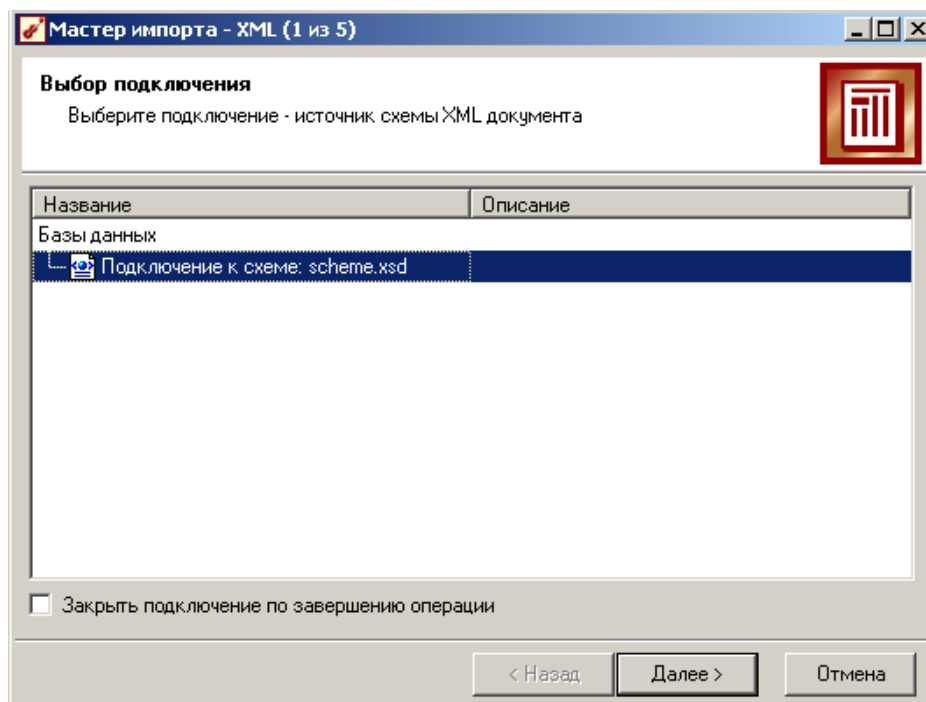 Мастер импорта - XML (1 из 5)
Выбор подключения
Выберите подключение - источник схемы XML документа
Название Описание
Базы данных
Подключение к схеме: scheme.xsd
Закрыть подключение по завершению операции
< Назад Далее > Отмена